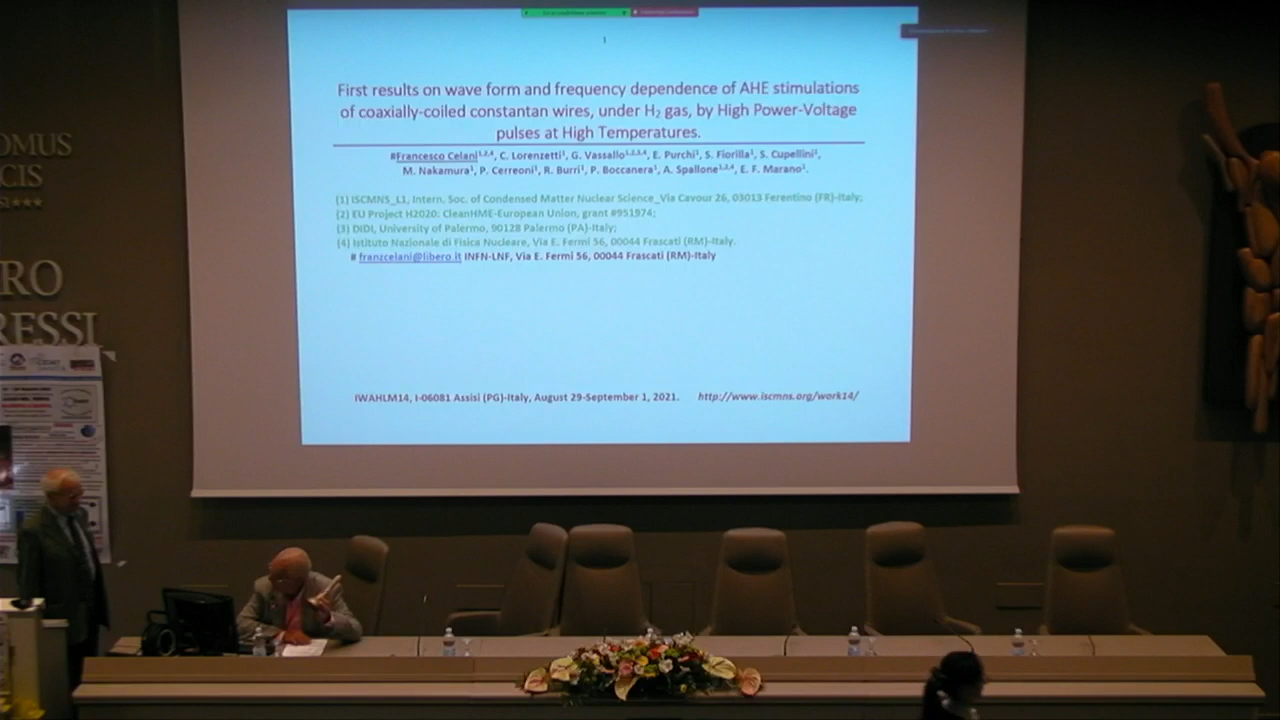 1
First results on wave form and frequency dependence of AHE stimulations
of coaxially-coiled constantan wires, under H₂ gas, by High Power-Voltage
pulses at High Temperatures.
#Francesco Celani¹,²,⁴, C. Lorenzetti¹, G. Vassallo¹,²,³,⁴, E. Purchi¹, S. Fiorilla¹, S. Cupellini¹,
M. Nakamura¹, P. Cerreoni¹, R. Burri¹, P. Boccanera¹, A. Spallone¹,²,⁴, E. F. Marano¹.
(1) ISCMNS_L1, Intern. Soc. of Condensed Matter Nuclear Science_Via Cavour 26, 03013 Ferentino (FR)-Italy;
(2) EU Project H2020: CleanHME-European Union, grant #951974;
(3) DIDI, University of Palermo, 90128 Palermo (PA)-Italy;
(4) Istituto Nazionale di Fisica Nucleare, Via E. Fermi 56, 00044 Frascati (RM)-Italy.
# franzcelani@libero.it INFN-LNF, Via E. Fermi 56, 00044 Frascati (RM)-Italy
IWAHLM14, I-06081 Assisi (PG)-Italy, August 29-September 1, 2021. http://www.iscmns.org/work14/
OMUS
CIS
SI★★★
RO
RESSI